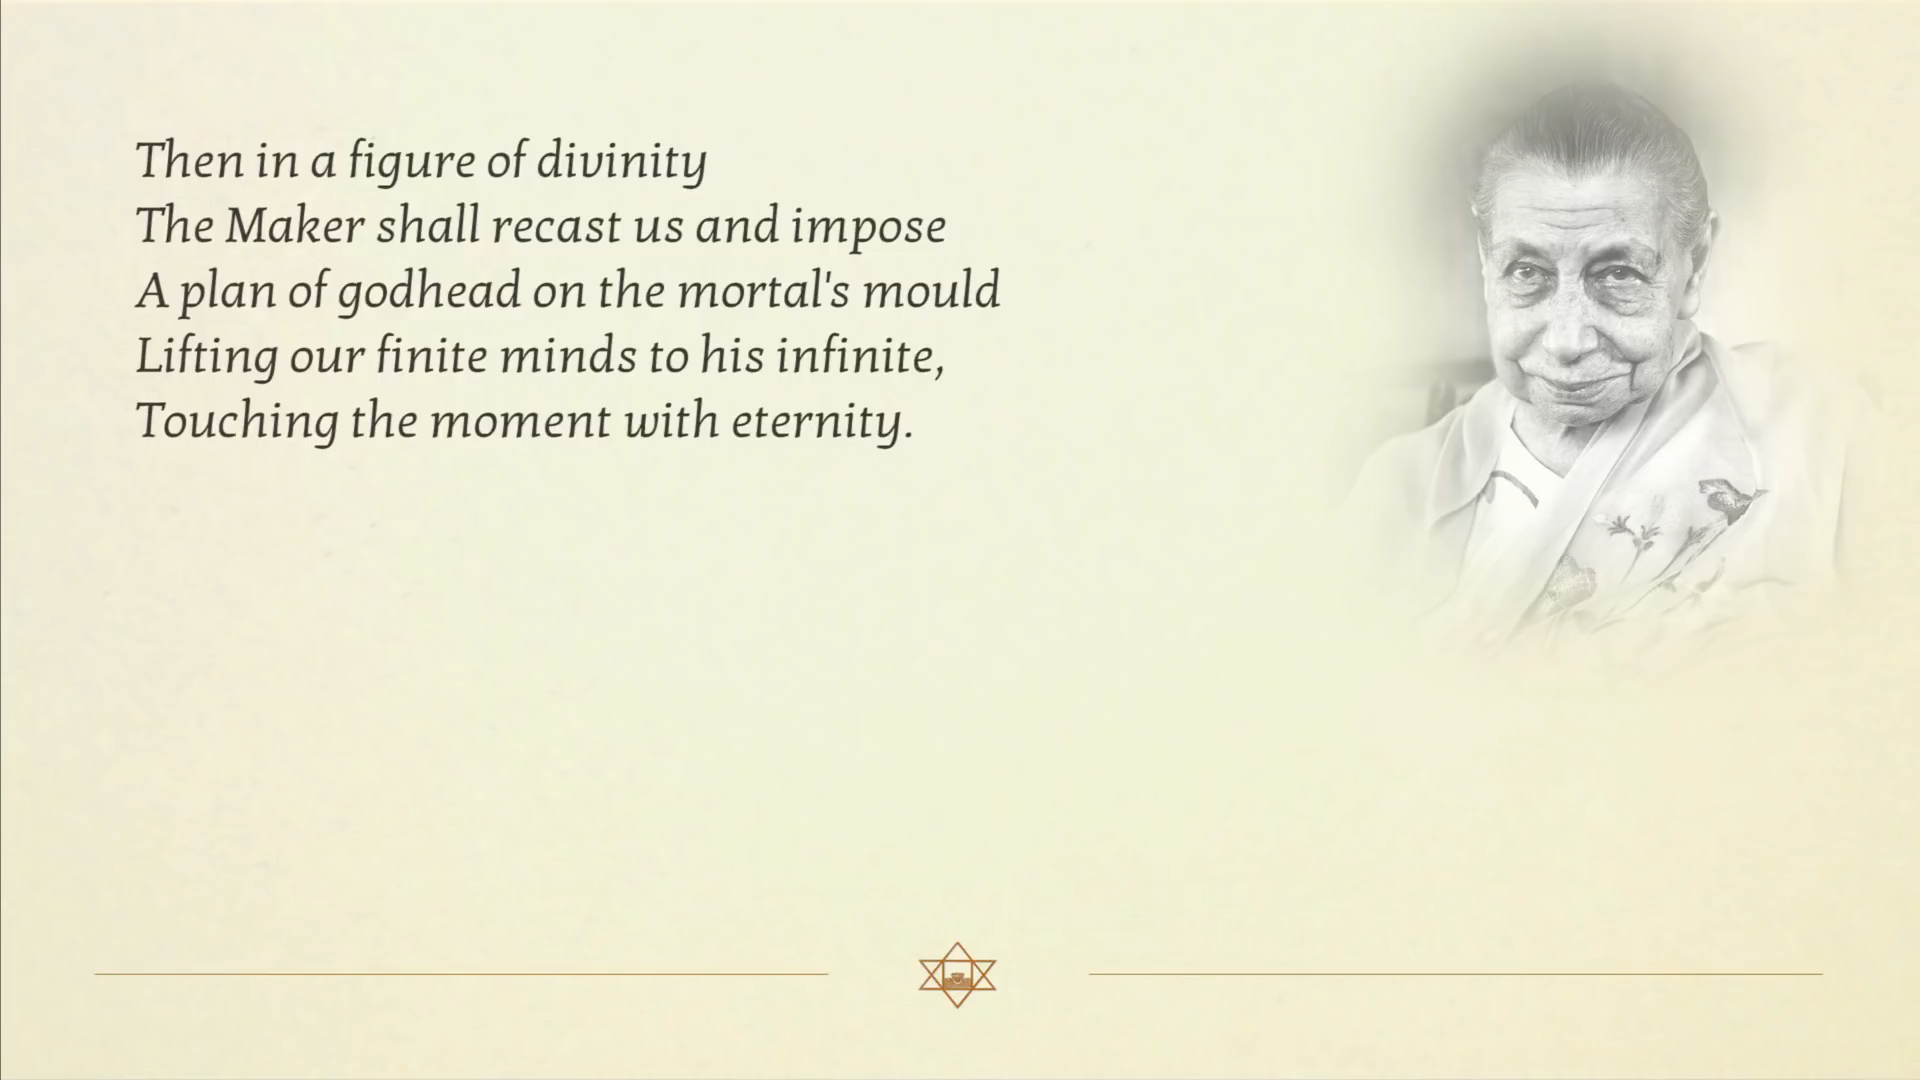 Then in a figure of divinity
The Maker shall recast us and impose
A plan of godhead on the mortal's mould
Lifting our finite minds to his infinite,
Touching the moment with eternity.